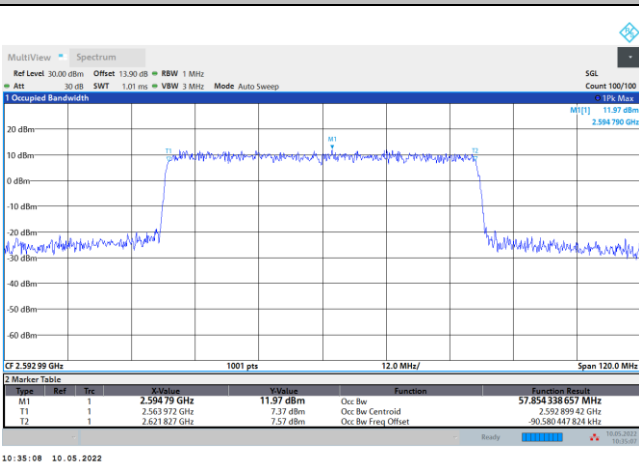 MultiView Spectrum
Ref Level 30.00 dBm Offset 13.90 dB RBW 1 MHz SGL
Att 30 dB SWT 1.01 ms VBW 3 MHz Mode Auto Sweep Count 100/100
1 Occupied Bandwidth 1Pk Max
M1[1] 11.97 dBm
2.594 790 GHz
20 dBm
M1
T1 T2
10 dBm
0 dBm
-10 dBm
-20 dBm
-30 dBm
-40 dBm
-50 dBm
-60 dBm
CF 2.592 99 GHz 1001 pts 12.0 MHz/ Span 120.0 MHz
2 Marker Table
Type Ref Trc X-Value Y-Value Function Function Result
M1 1 2.594 79 GHz 11.97 dBm Occ Bw 57.854 338 657 MHz
T1 1 2.563 972 GHz 7.37 dBm Occ Bw Centroid 2.592 899 42 GHz
T2 1 2.621 827 GHz 7.57 dBm Occ Bw Freq Offset -90.580 447 824 kHz
Ready 10.05.2022
10:35:07
10:35:08 10.05.2022